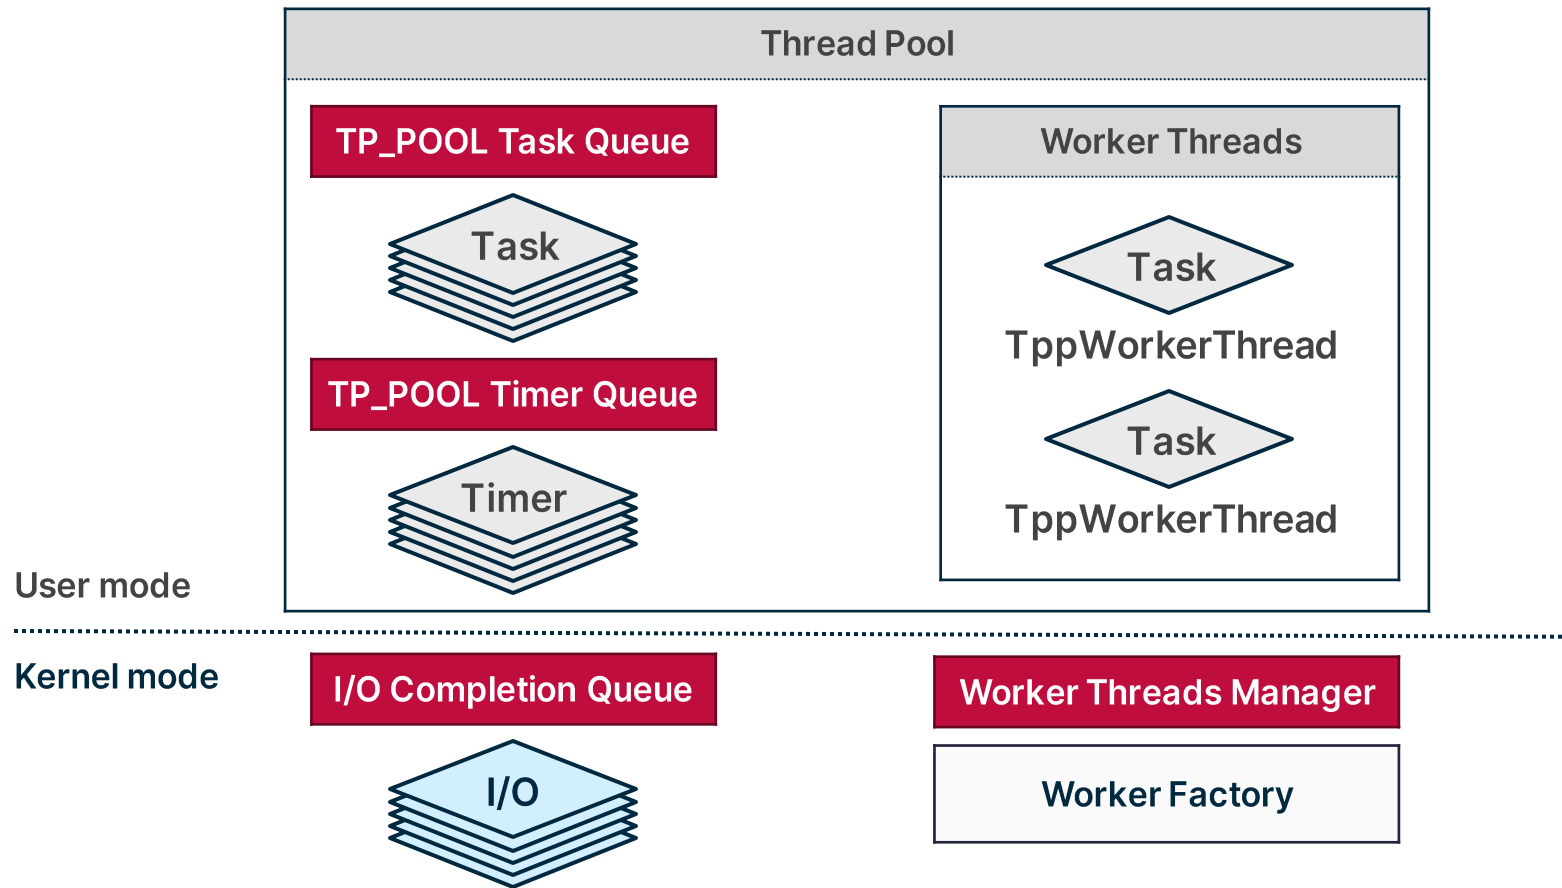 Thread Pool
TP_POOL Task Queue
Task
TP_POOL Timer Queue
Timer
Worker Threads
Task
TppWorkerThread
Task
TppWorkerThread
User mode
Kernel mode
I/O Completion Queue
I/O
Worker Threads Manager
Worker Factory